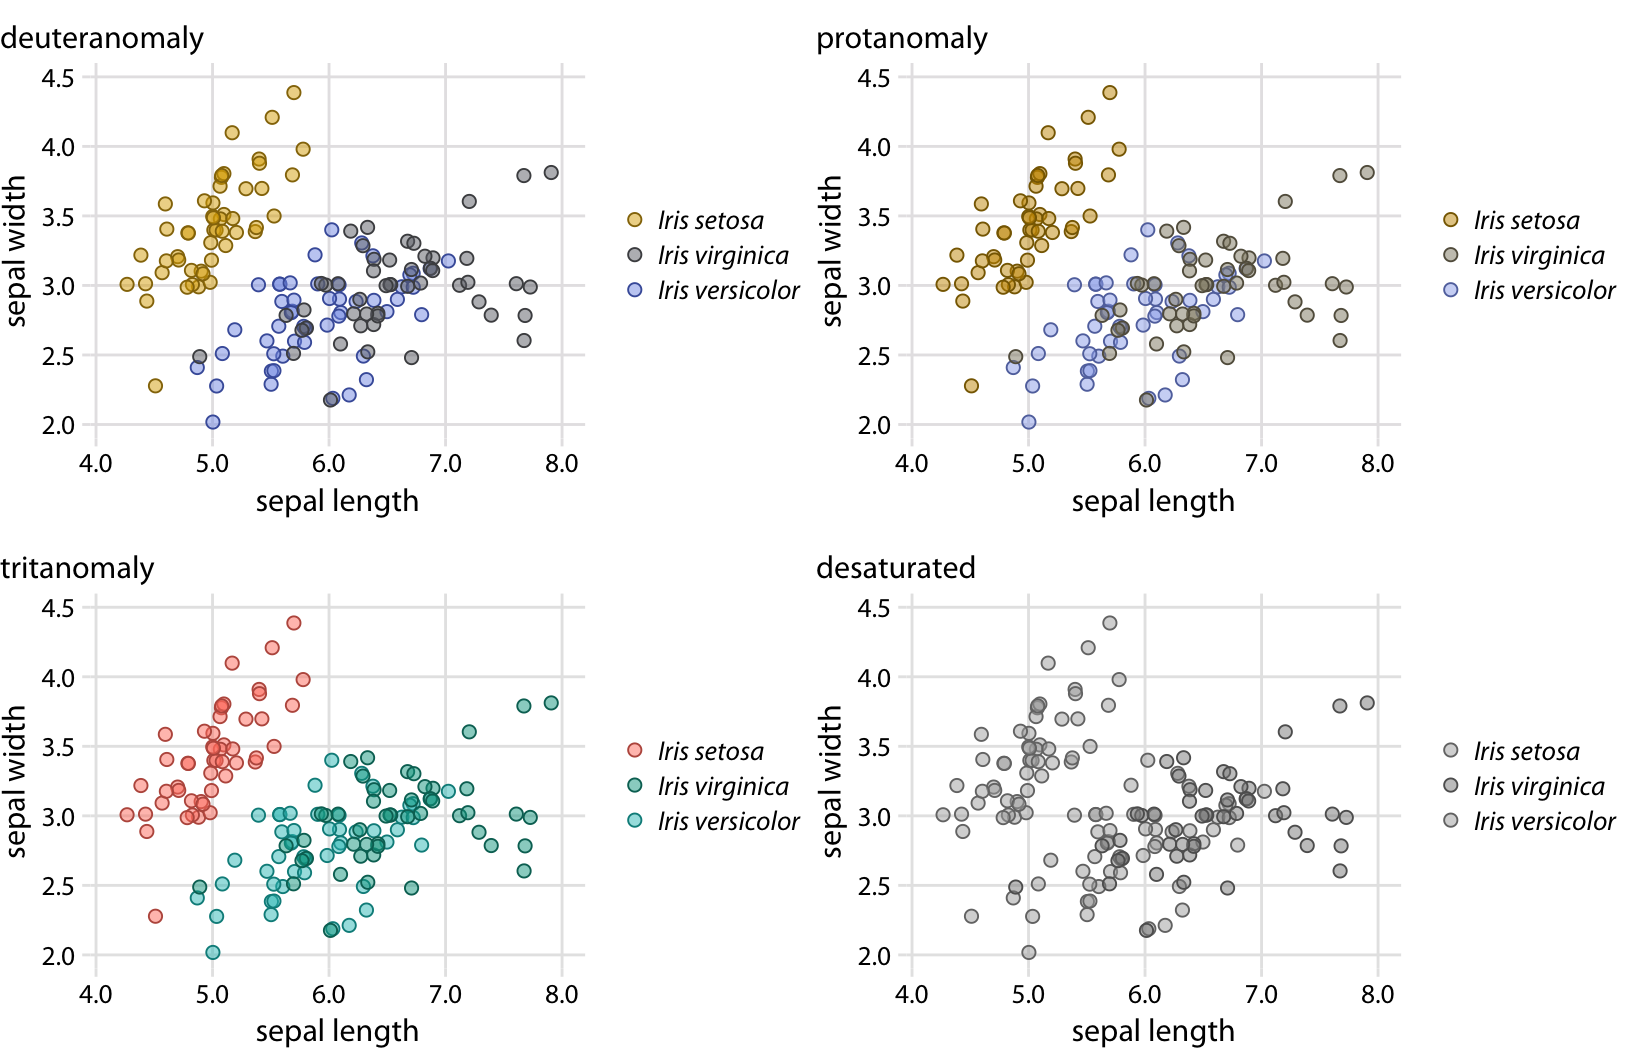 deuteranomaly
4.5
4.0
3.5
3.0
2.5
2.0
sepal width
4.0 5.0 6.0 7.0 8.0
sepal length
Iris setosa
Iris virginica
Iris versicolor
protanomaly
4.5
4.0
3.5
3.0
2.5
2.0
sepal width
4.0 5.0 6.0 7.0 8.0
sepal length
Iris setosa
Iris virginica
Iris versicolor
tritanomaly
4.5
4.0
3.5
3.0
2.5
2.0
sepal width
4.0 5.0 6.0 7.0 8.0
sepal length
Iris setosa
Iris virginica
Iris versicolor
desaturated
4.5
4.0
3.5
3.0
2.5
2.0
sepal width
4.0 5.0 6.0 7.0 8.0
sepal length
Iris setosa
Iris virginica
Iris versicolor